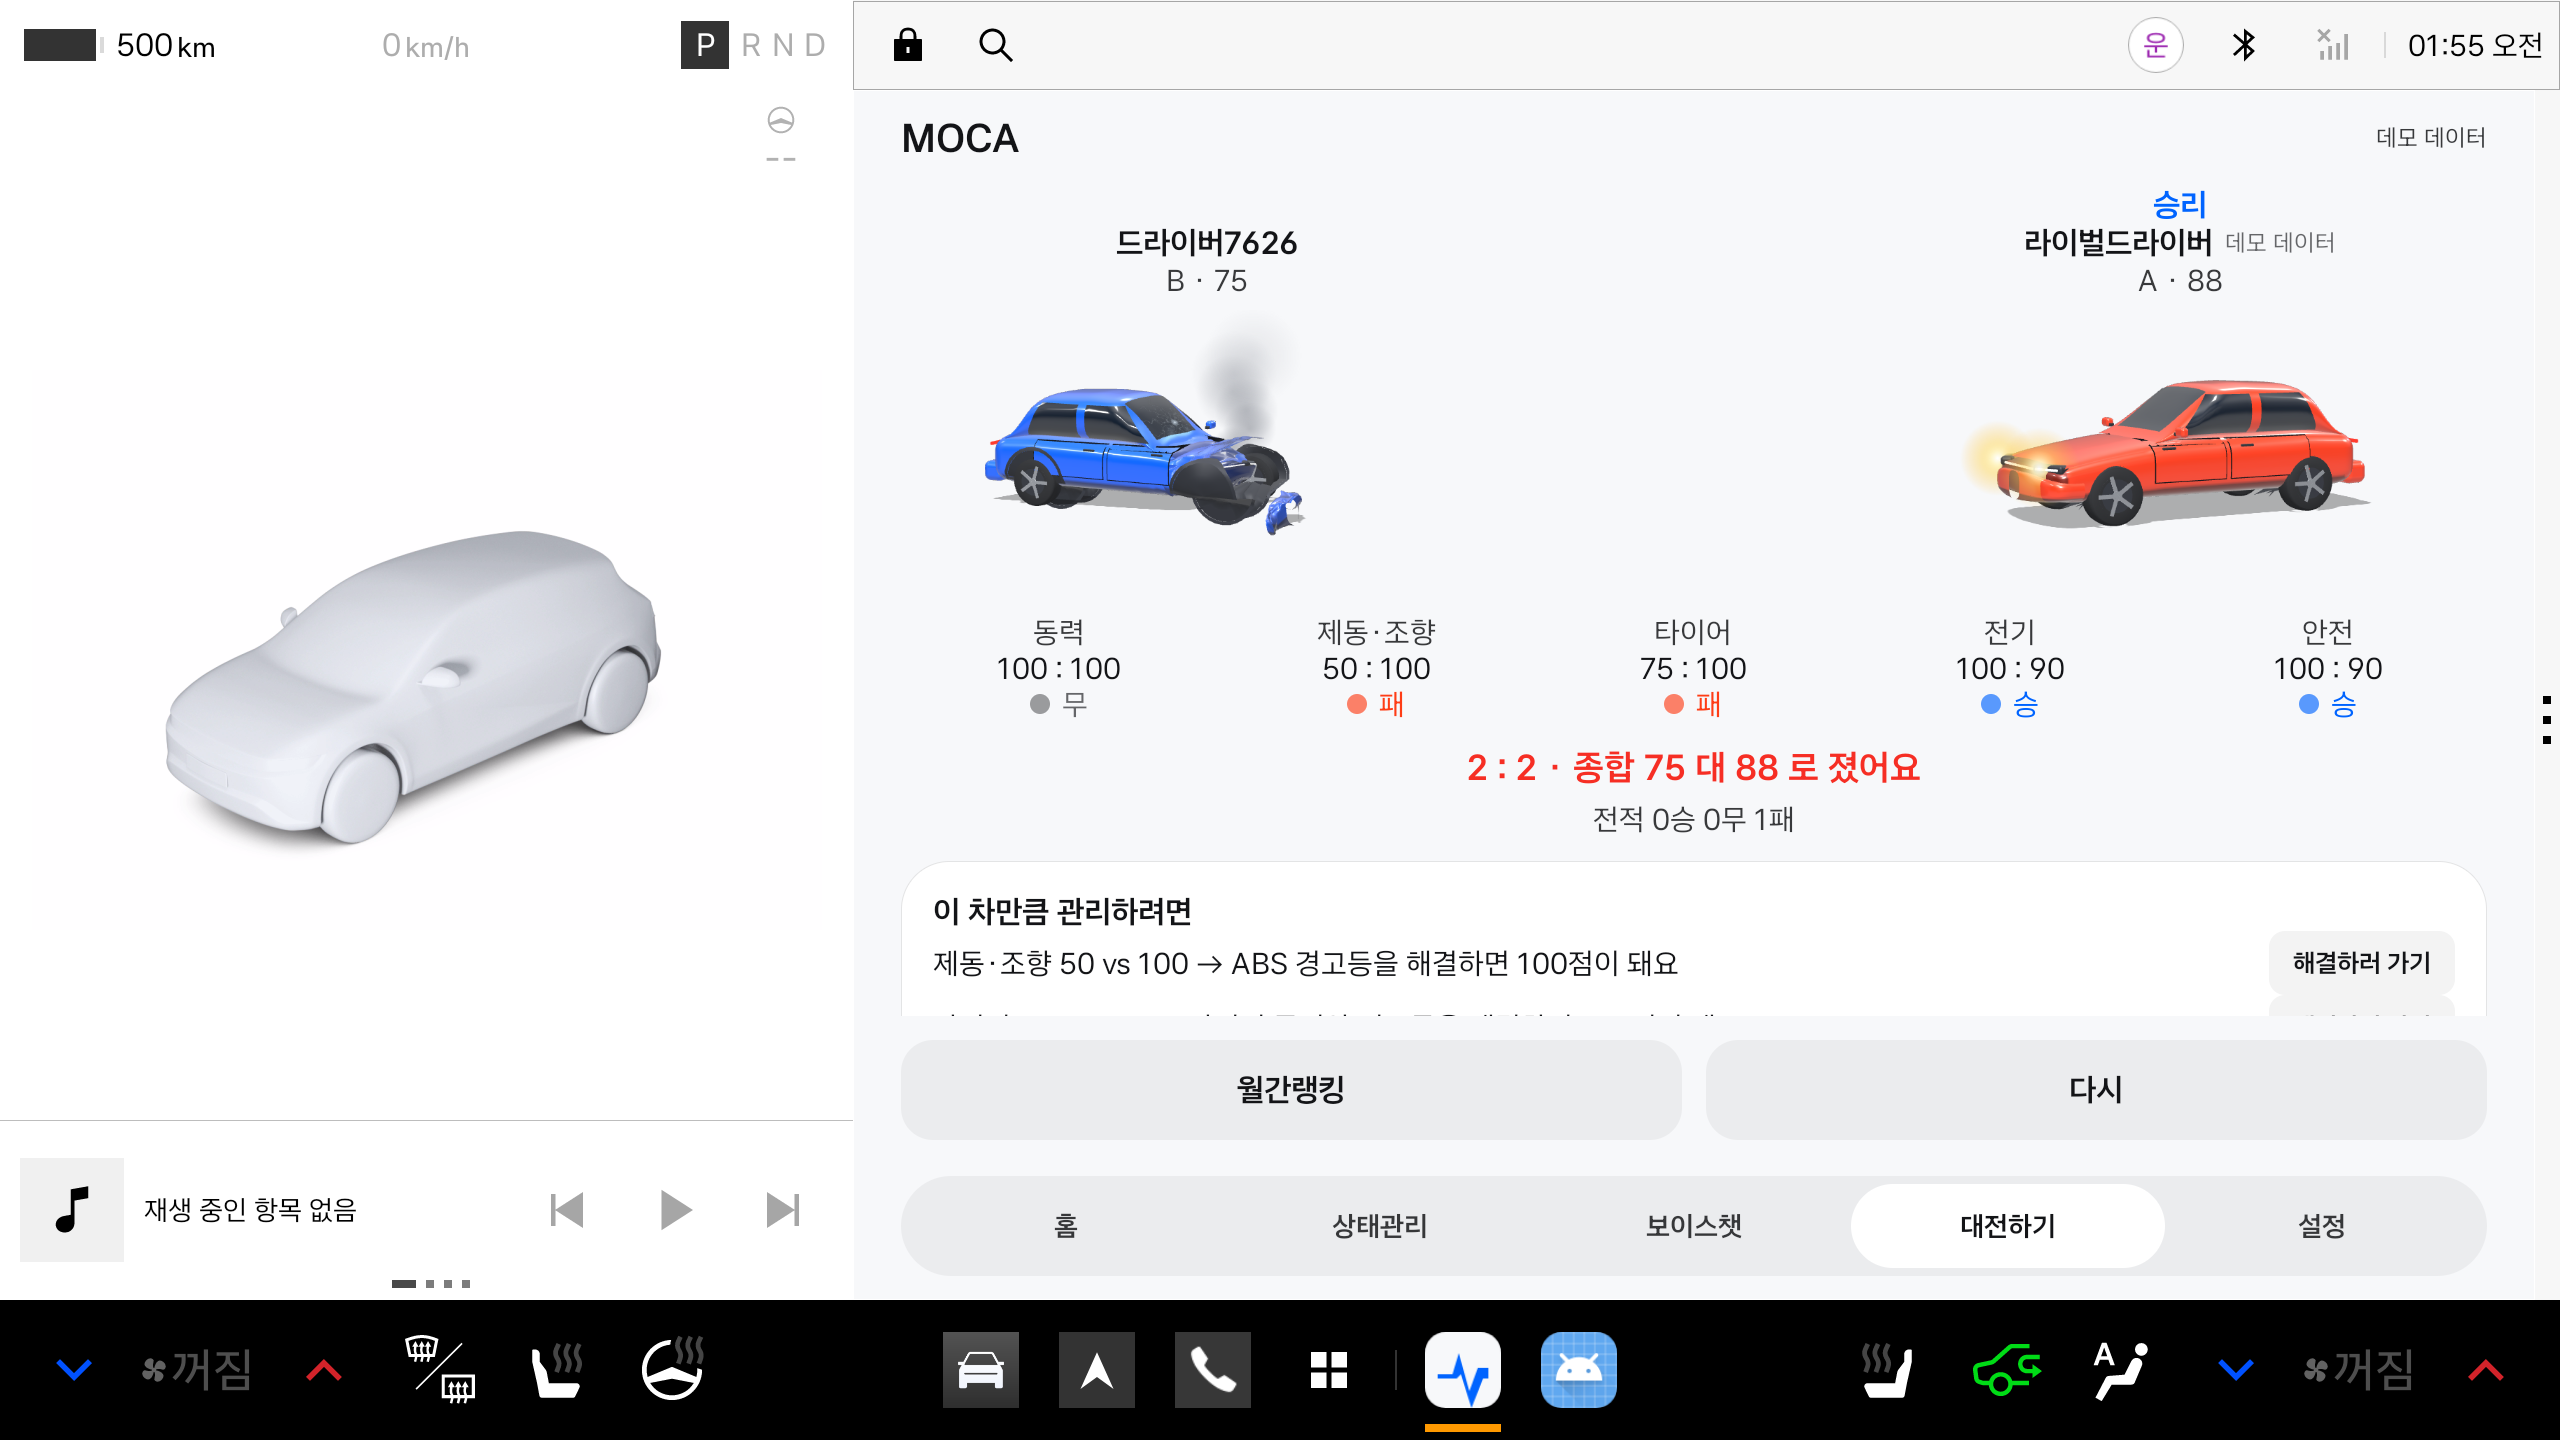 500 km
0 km/h
P R N D
운
01:55 오전
MOCA
데모 데이터
승리
드라이버7626
라이벌드라이버 데모 데이터
B · 75
A · 88
동력
제동·조향
타이어
전기
안전
100 : 100
50 : 100
75 : 100
100 : 90
100 : 90
무
패
패
승
승
2 : 2 · 종합 75 대 88 로 졌어요
전적 0승 0무 1패
이 차만큼 관리하려면
제동·조향 50 vs 100 → ABS 경고등을 해결하면 100점이 돼요
해결하러 가기
월간랭킹
다시
재생 중인 항목 없음
홈
상태관리
보이스챗
대전하기
설정
꺼짐
A
꺼짐